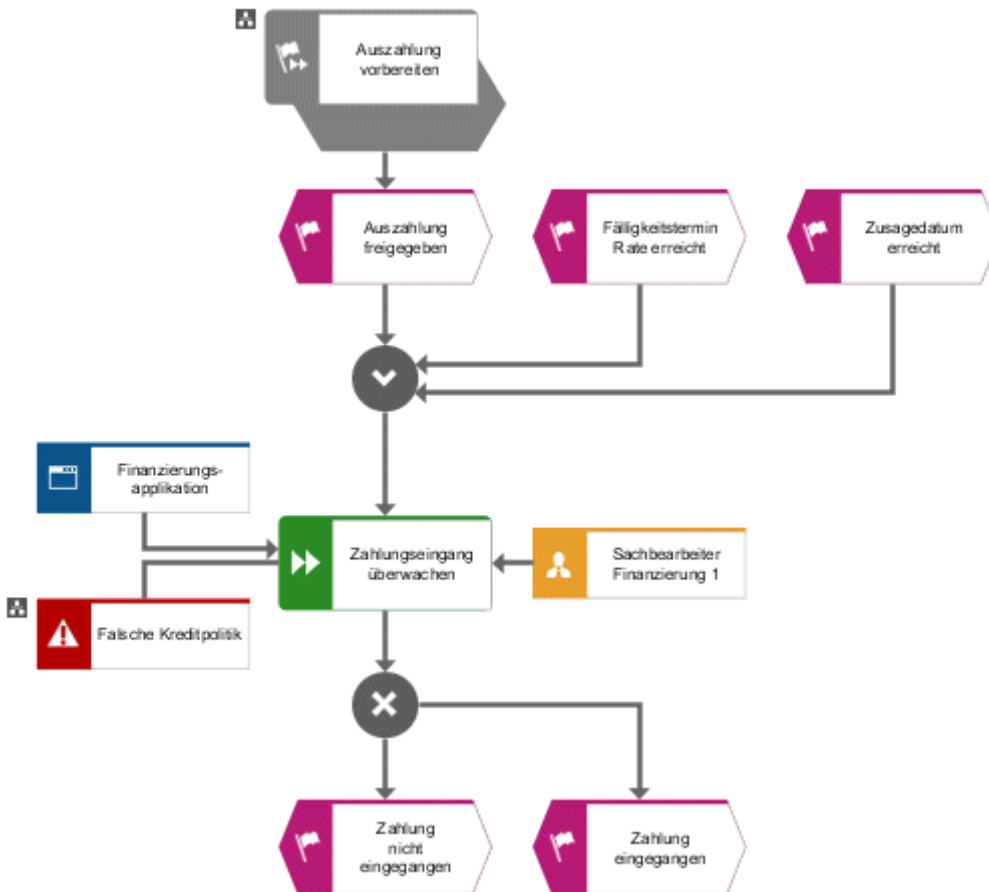 Auszahlung
vorbereiten
Auszahlung
freigegeben
Fälligkeitstermin
Rate erreicht
Zusagedatum
erreicht
Finanzierungs-
applikation
Zahlungseingang
überwachen
Sachbearbeiter
Finanzierung 1
Falsche Kreditpolitik
Zahlung
nicht
eingegangen
Zahlung
eingegangen